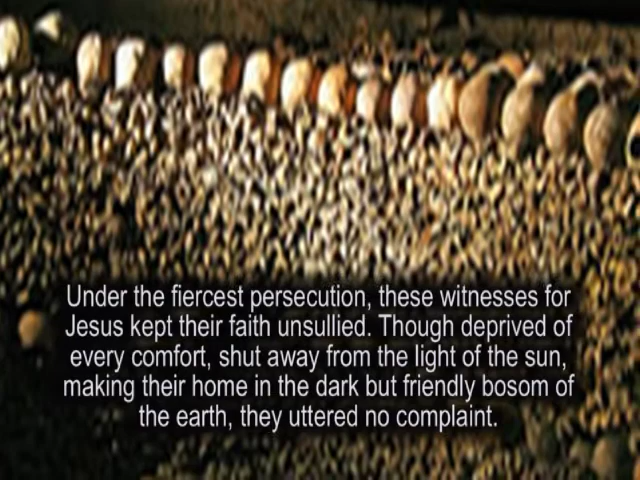 Under the fiercest persecution, these witnesses for
Jesus kept their faith unsullied. Though deprived of
every comfort, shut away from the light of the sun,
making their home in the dark but friendly bosom of
the earth, they uttered no complaint.